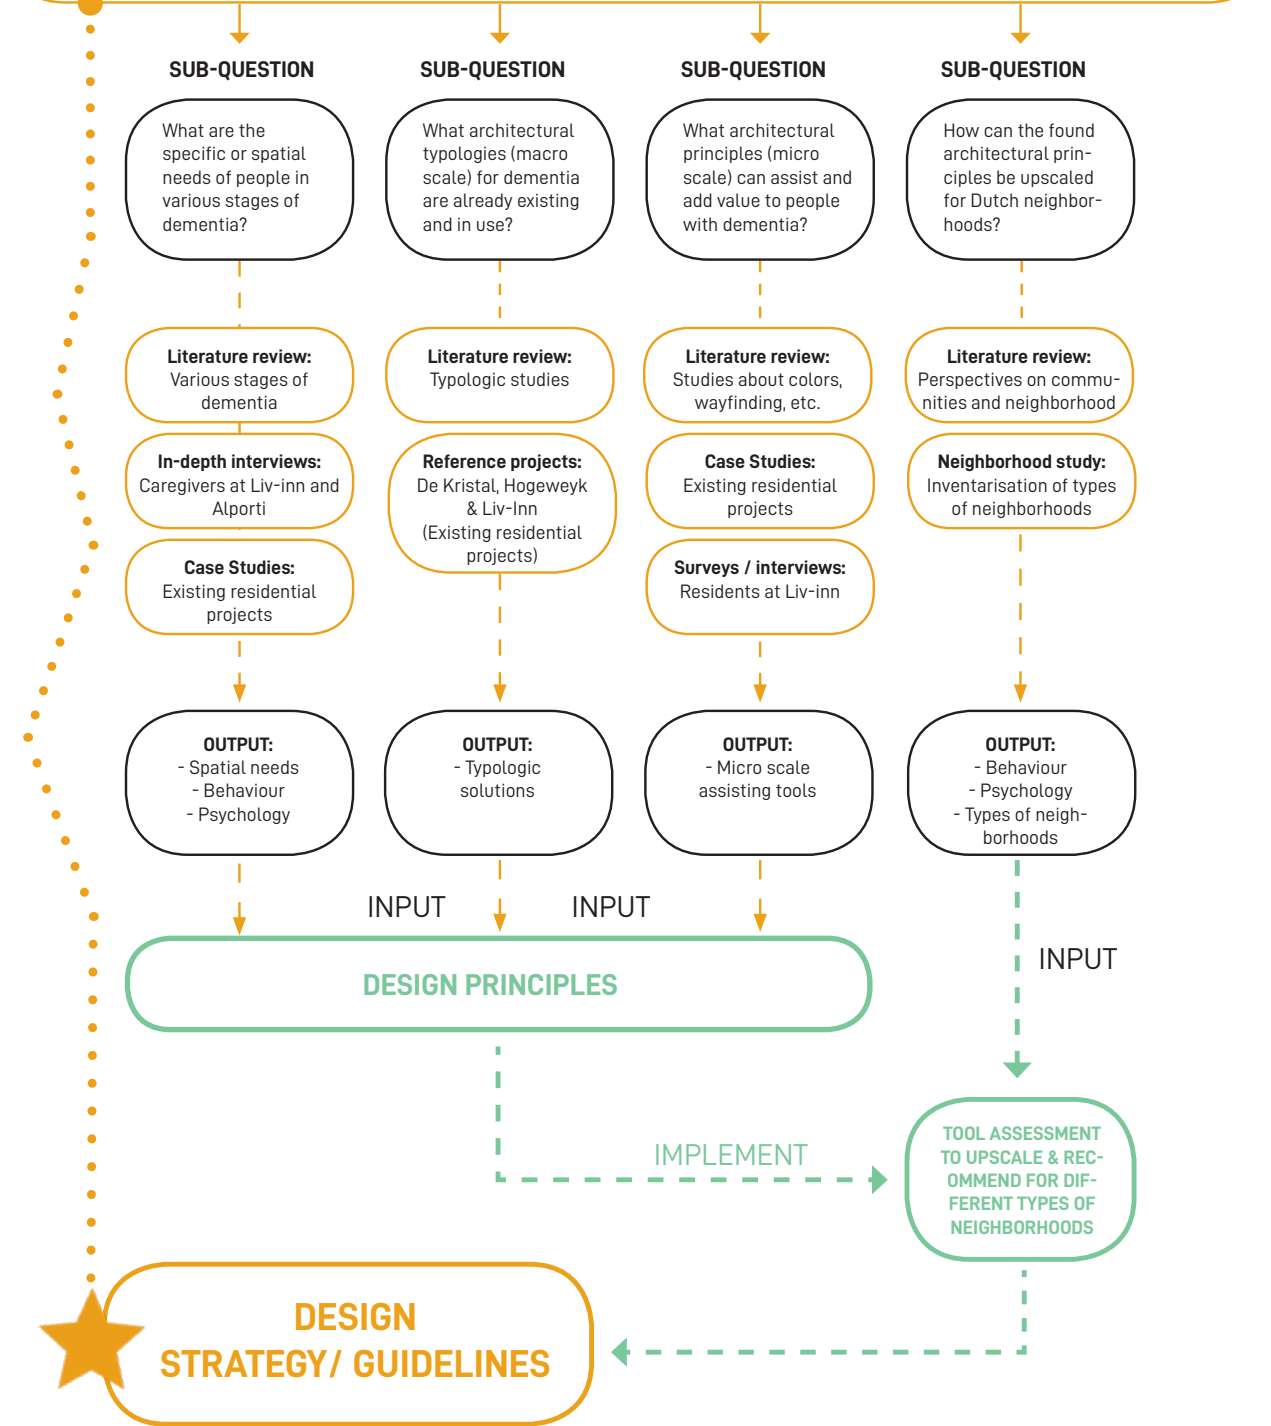 SUB-QUESTION
What are the
specific or spatial
needs of people in
various stages of
dementia?
SUB-QUESTION
What architectural
typologies (macro
scale) for dementia
are already existing
and in use?
SUB-QUESTION
What architectural
principles (micro
scale) can assist and
add value to people
with dementia?
SUB-QUESTION
How can the found
architectural prin-
ciples be upscaled
for Dutch neighbor-
hoods?
Literature review:
Various stages of
dementia
In-depth interviews:
Caregivers at Liv-inn and
Alporti
Case Studies:
Existing residential
projects
Literature review:
Typologic studies
Reference projects:
De Kristal, Hogeweyk
& Liv-Inn
(Existing residential
projects)
Literature review:
Studies about colors,
wayfinding, etc.
Case Studies:
Existing residential
projects
Surveys / interviews:
Residents at Liv-inn
Literature review:
Perspectives on commu-
nities and neighborhood
Neighborhood study:
Inventarisation of types
of neighborhoods
OUTPUT:
- Spatial needs
- Behaviour
- Psychology
OUTPUT:
- Typologic
solutions
OUTPUT:
- Micro scale
assisting tools
OUTPUT:
- Behaviour
- Psychology
- Types of neigh-
borhoods
INPUT
INPUT
INPUT
DESIGN PRINCIPLES
IMPLEMENT
TOOL ASSESSMENT
TO UPSCALE & REC-
OMMEND FOR DIF-
FERENT TYPES OF
NEIGHBORHOODS
DESIGN
STRATEGY/ GUIDELINES